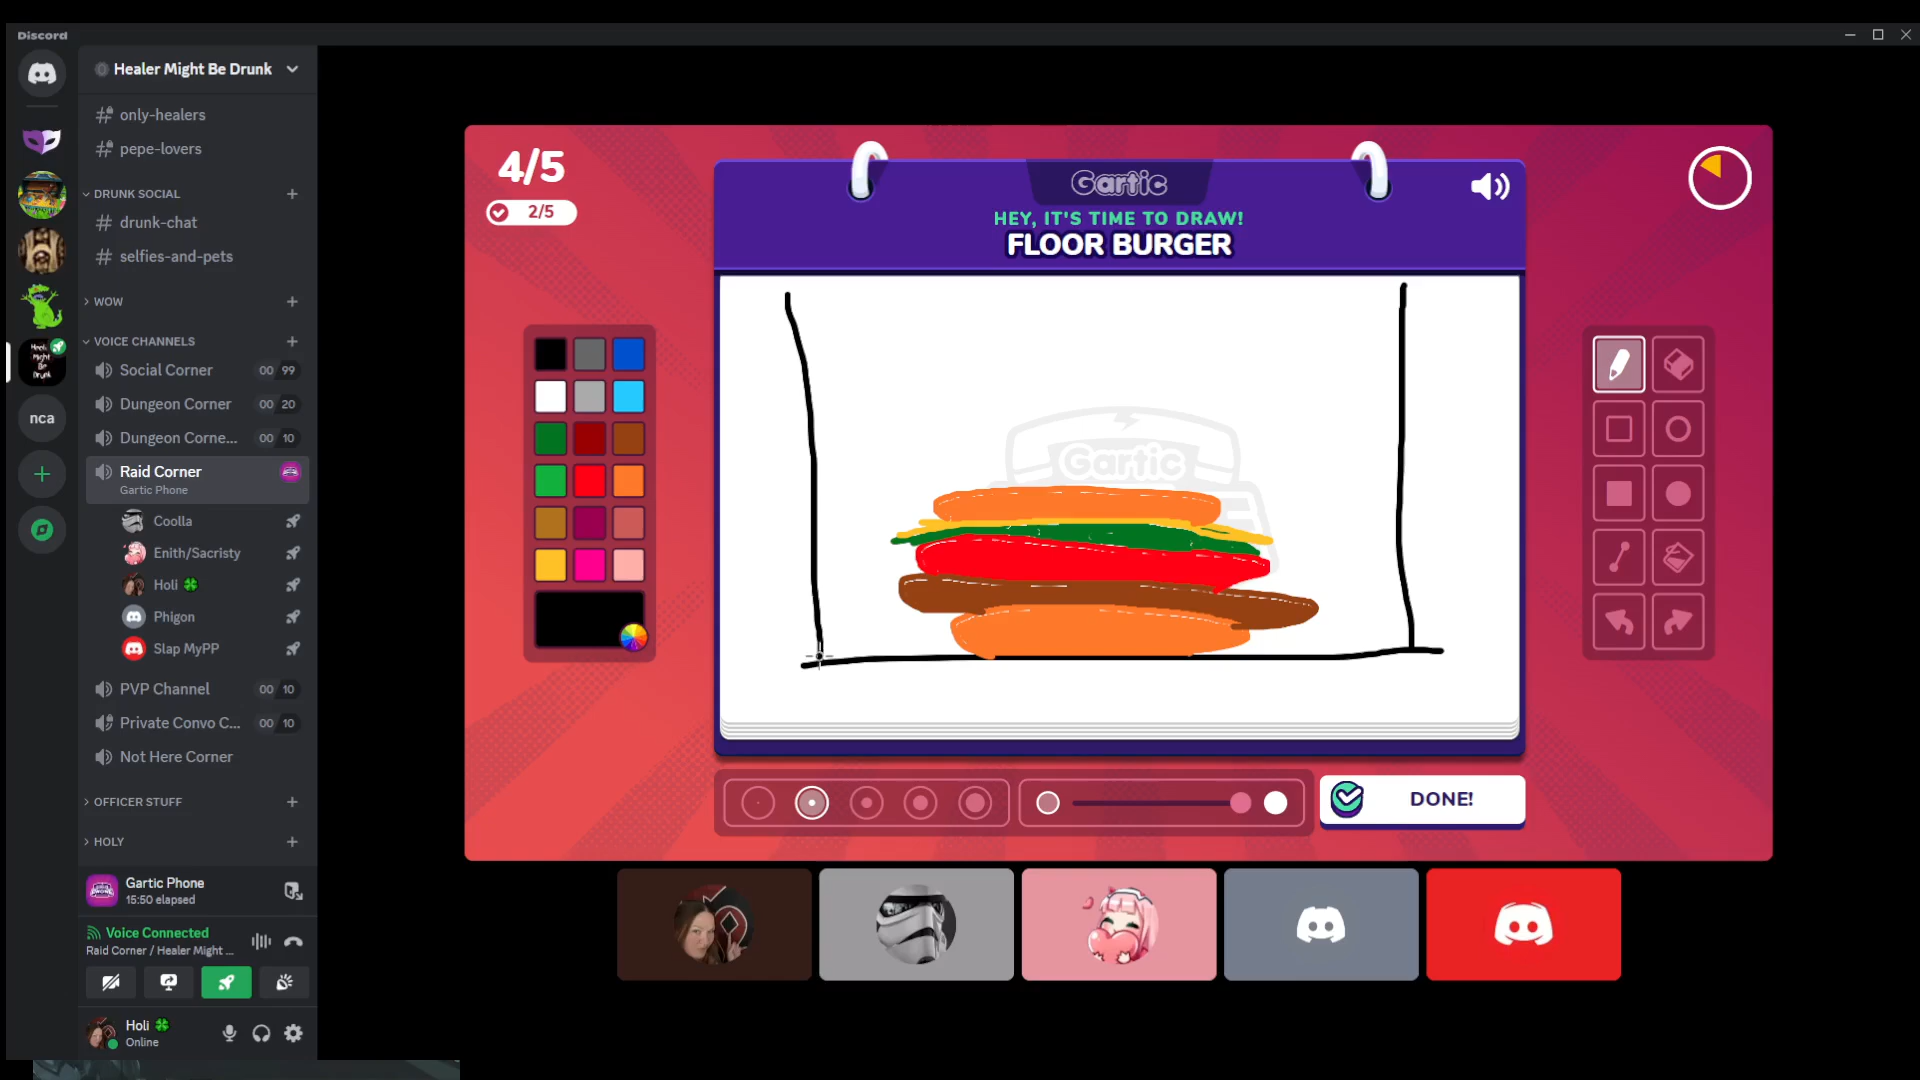 Discord
Healer Might Be Drunk
only-healers
pepe-lovers
DRUNK SOCIAL
drunk-chat
selfies-and-pets
WOW
VOICE CHANNELS
Social Corner 00 99
Dungeon Corner 00 20
Dungeon Corne... 00 10
Raid Corner
Gartic Phone
Coolla
Enith/Sacristy
Holi
Phigon
Slap MyPP
PVP Channel 00 10
Private Convo C... 00 10
Not Here Corner
OFFICER STUFF
HOLY
Gartic Phone
15:50 elapsed
Voice Connected
Raid Corner / Healer Might ...
Holi
Online
nca
Might
Be
Drunk
4/5
2/5
Gartic
HEY, IT'S TIME TO DRAW!
FLOOR BURGER
Gartic
DONE!